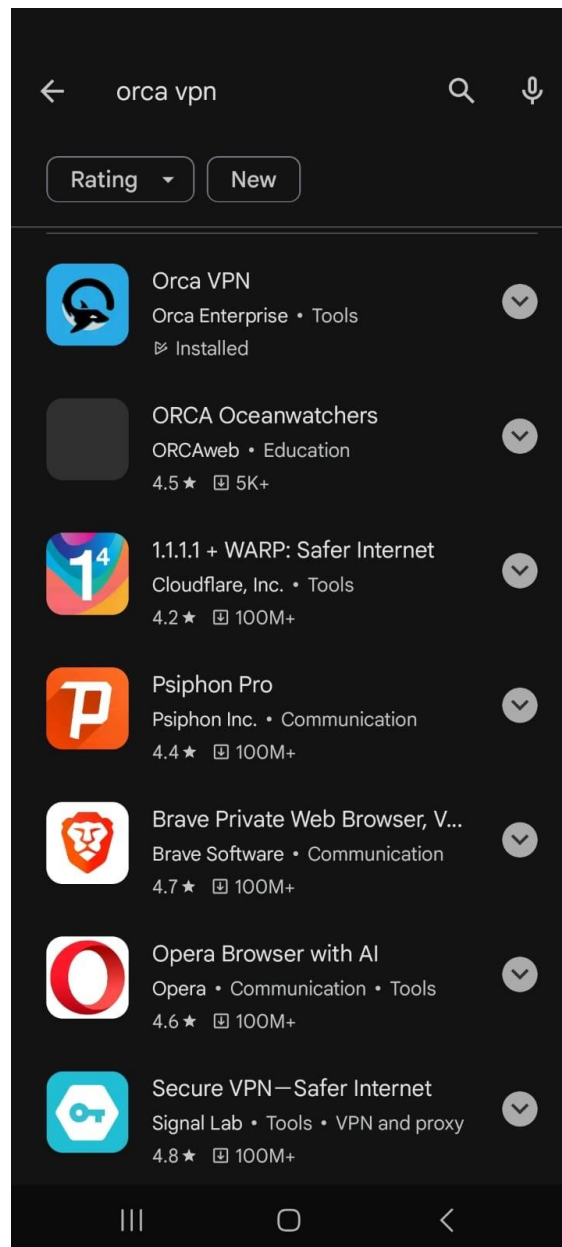 orca vpn
Rating
New
Orca VPN
Orca Enterprise • Tools
Installed
ORCA Oceanwatchers
ORCAweb • Education
4.5★ 5K+
1⁴
1.1.1.1 + WARP: Safer Internet
Cloudflare, Inc. • Tools
4.2★ 100M+
Psiphon Pro
Psiphon Inc. • Communication
4.4★ 100M+
Brave Private Web Browser, V...
Brave Software • Communication
4.7★ 100M+
Opera Browser with AI
Opera • Communication • Tools
4.6★ 100M+
Secure VPN—Safer Internet
Signal Lab • Tools • VPN and proxy
4.8★ 100M+